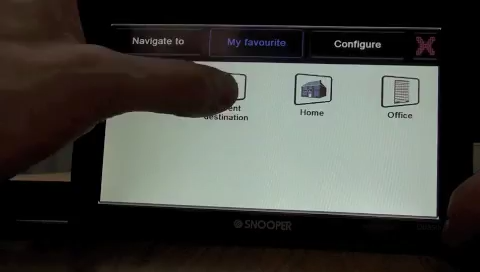 Navigate to
My favourite
Configure
destination
Home
Office
SNOOPER